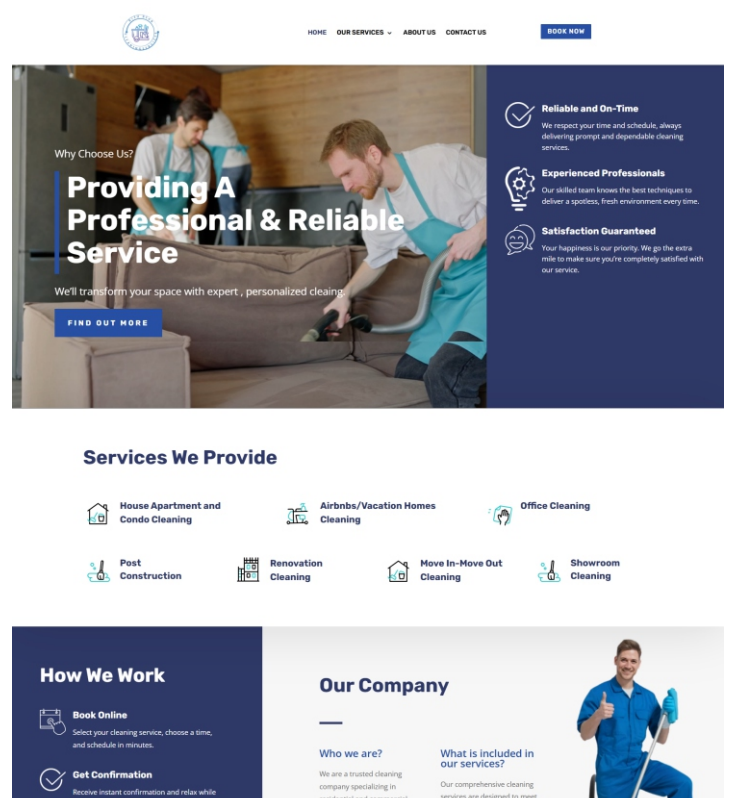 HOME OUR SERVICES ABOUT US CONTACT US
BOOK NOW
Why Choose Us?
Providing A
Professional & Reliable
Service
We'll transform your space with expert , personalized cleaing.
FIND OUT MORE
Reliable and On-Time
We respect your time and schedule, always
delivering prompt and dependable cleaning
services.
Experienced Professionals
Our skilled team knows the best techniques to
deliver a spotless, fresh environment every time.
Satisfaction Guaranteed
Your happiness is our priority. We go the extra
mile to make sure you're completely satisfied with
our service.
Services We Provide
House Apartment and
Condo Cleaning
Airbnbs/Vacation Homes
Cleaning
Office Cleaning
Post
Construction
Renovation
Cleaning
Move In-Move Out
Cleaning
Showroom
Cleaning
How We Work
Book Online
Select your cleaning service, choose a time,
and schedule in minutes.
Get Confirmation
Receive instant confirmation and relax while
Our Company
Who we are?
We are a trusted cleaning
company specializing in
What is included in
our services?
Our comprehensive cleaning
services are designed to meet